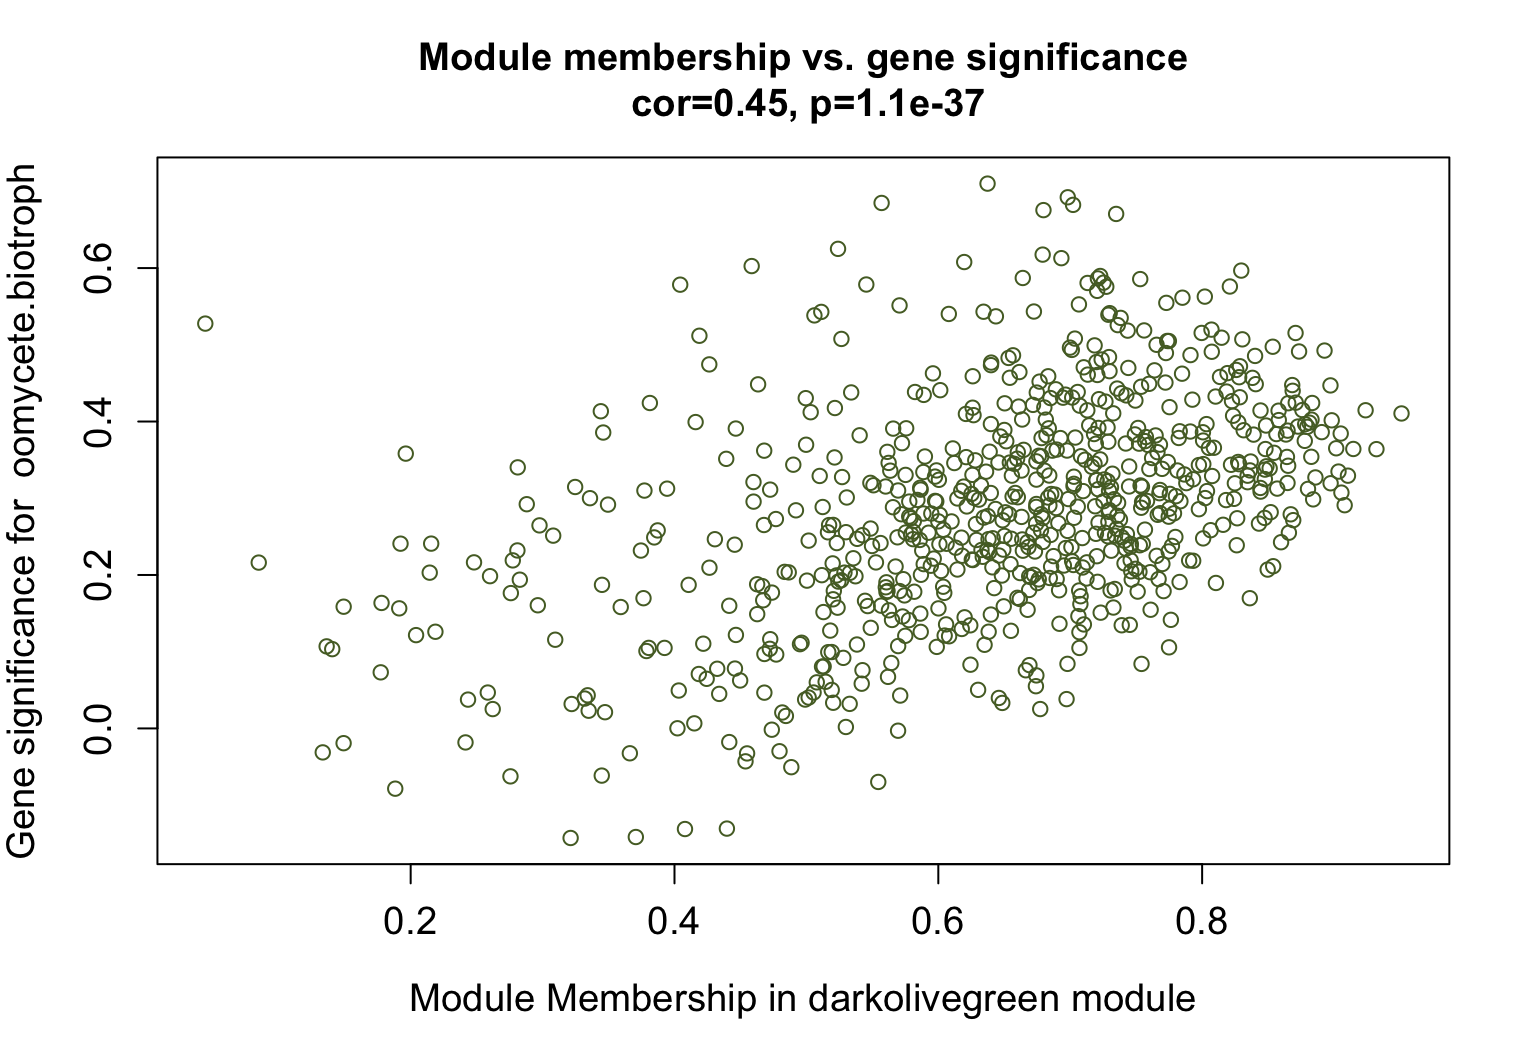 Module membership vs. gene significance
cor=0.45, p=1.1e-37
Gene significance for oomycete.biotroph
0.6
0.4
0.2
0.0
0.2 0.4 0.6 0.8
Module Membership in darkolivegreen module